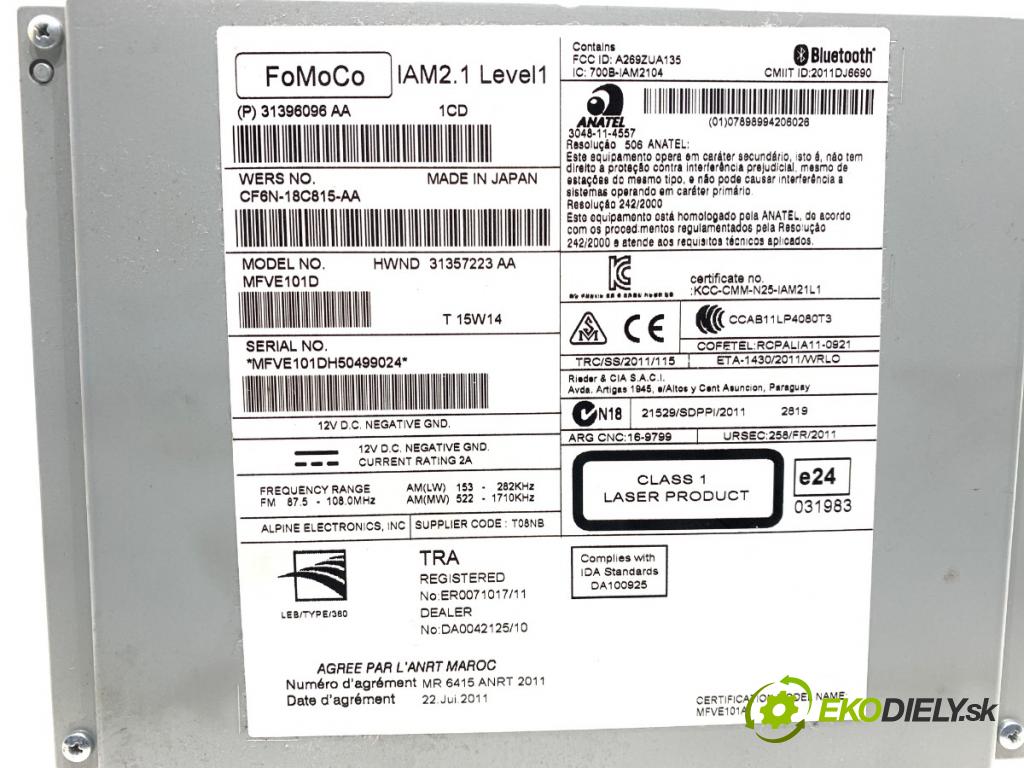 FoMoCo IAM2.1 Level1
(P) 31396096 AA 1CD
WERS NO. MADE IN JAPAN
CF6N-18C815-AA
MODEL NO. HWND 31357223 AA
MFVE101D
T 15W14
SERIAL NO.
*MFVE101DH50499024*
12V D.C. NEGATIVE GND.
12V D.C. NEGATIVE GND.
CURRENT RATING 2A
FREQUENCY RANGE AM(LW) 153 - 282KHz
FM 87.5 - 108.0MHz AM(MW) 522 - 1710KHz
ALPINE ELECTRONICS, INC SUPPLIER CODE : T08NB
LEB/TYPE/360
TRA
REGISTERED
No:ER0071017/11
DEALER
No:DA0042125/10
AGREE PAR L'ANRT MAROC
Numéro d'agrément MR 6415 ANRT 2011
Date d'agrément 22.Jul.2011
Contains
FCC ID: A269ZUA135
IC: 700B-IAM2104
Bluetooth
CMIIT ID:2011DJ6690
ANATEL
3048-11-4557
(01)07898994206026
Resolução 506 ANATEL:
Este equipamento opera em caráter secundário, isto á, não tem
direito a proteção contra interferência prejudicial, mesmo de
estações do mesmo tipo, e não pode causar interferência a
sistemas operando em caráter primário.
Resolução 242/2000
Este equipamento está homologado pela ANATEL, de acordo
com os procedimentos regulamentados pela Resolução
242/2000 e atende aos requisitos técnicos aplicados.
certificate no.
:KCC-CMM-N25-IAM21L1
CE
CCAB11LP4080T3
COFETEL:RCPALIA11-0921
TRC/SS/2011/115 ETA-1430/2011/WRLO
Rieder & CIA S.A.C.I.
Avda. Artigas 1945, e/Altos y Cent Asuncion, Paraguay
N18 21529/SDPPI/2011 2819
ARG CNC:16-9799 URSEC:258/FR/2011
CLASS 1
LASER PRODUCT
e24
031983
Complies with
IDA Standards
DA100925
CERTIFICATION MODEL NAME:
MFVE101A
EKODIELY.sk